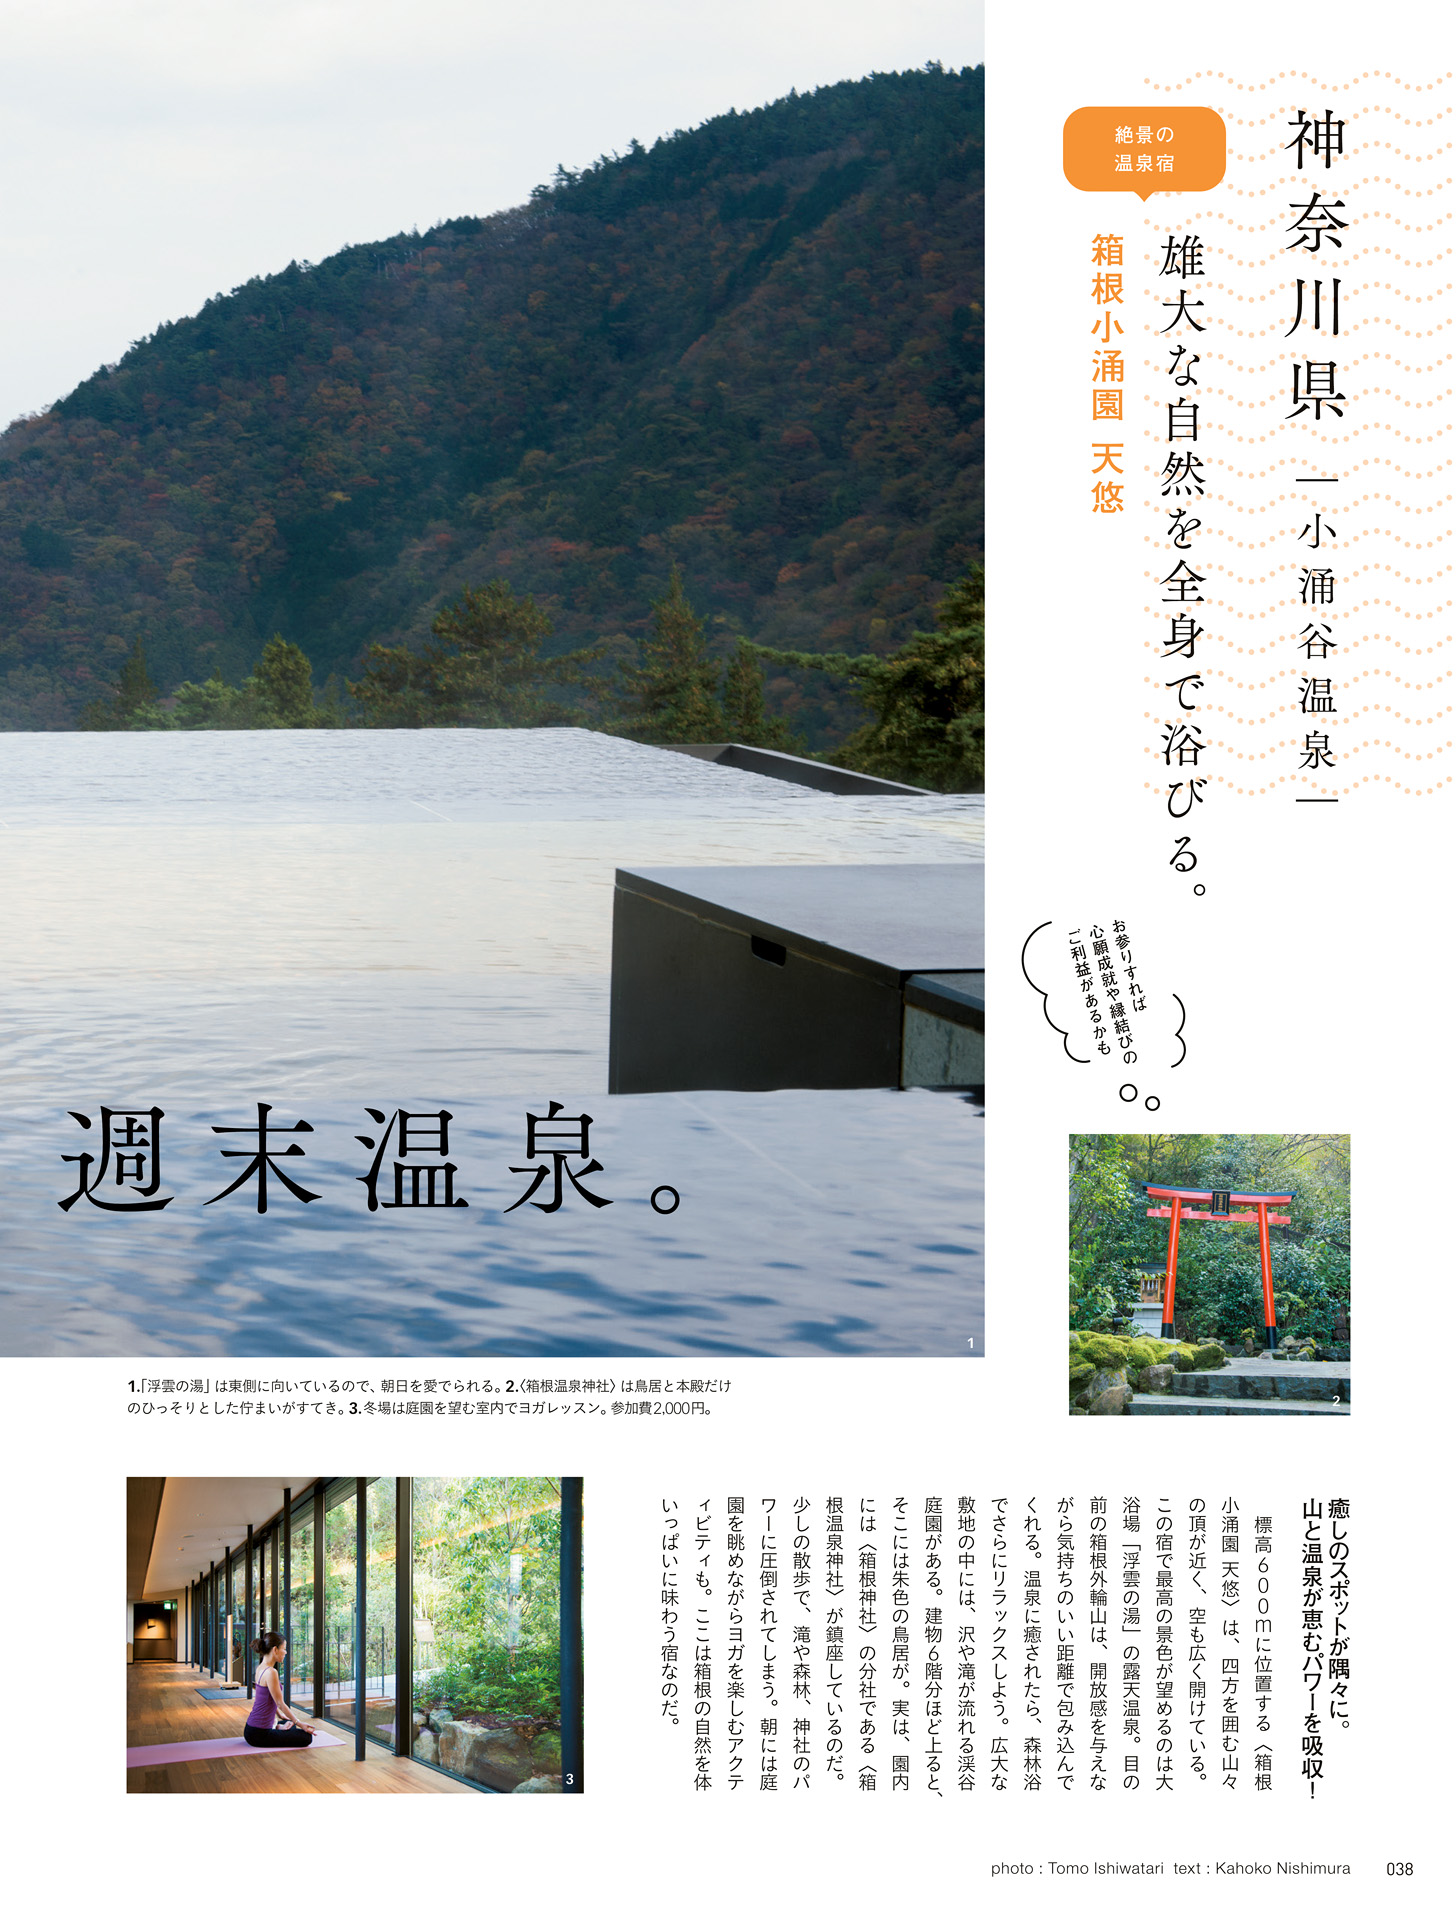 神奈川県
―小涌谷温泉―
絶景の
温泉宿
雄大な自然を全身で浴びる。
箱根小涌園 天悠
お参りすれば
心願成就や縁結びの
ご利益があるかも
週末温泉。
1
2
1.「浮雲の湯」は東側に向いているので、朝日を愛でられる。2.〈箱根温泉神社〉は鳥居と本殿だけ
のひっそりとした佇まいがすてき。3.冬場は庭園を望む室内でヨガレッスン。参加費2,000円。
癒しのスポットが隅々に。
山と温泉が恵むパワーを吸収！
標高600mに位置する〈箱根
小涌園 天悠〉は、四方を囲む山々
の頂が近く、空も広く開けている。
この宿で最高の景色が望めるのは大
浴場「浮雲の湯」の露天温泉。目の
前の箱根外輪山は、開放感を与えな
がら気持ちのいい距離で包み込んで
くれる。温泉に癒されたら、森林浴
でさらにリラックスしよう。広大な
敷地の中には、沢や滝が流れる渓谷
庭園がある。建物6階分ほど上ると、
そこには朱色の鳥居が。実は、園内
には〈箱根神社〉の分社である〈箱
根温泉神社〉が鎮座しているのだ。
少しの散歩で、滝や森林、神社のパ
ワーに圧倒されてしまう。朝には庭
園を眺めながらヨガを楽しむアクテ
ィビティも。ここは箱根の自然を体
いっぱいに味わう宿なのだ。
3
photo : Tomo Ishiwatari text : Kahoko Nishimura
038